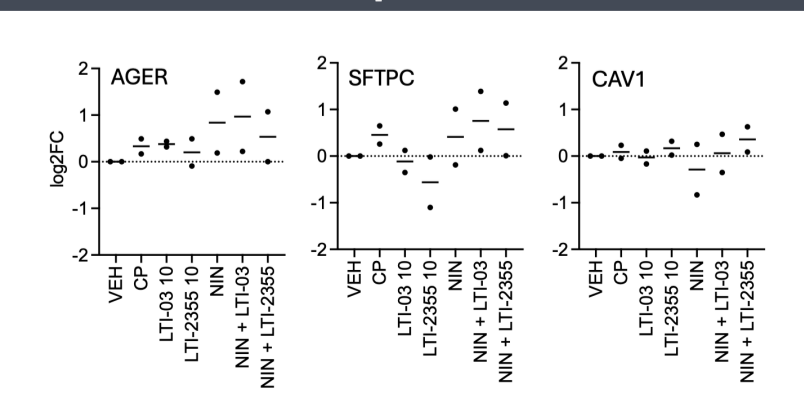 AGER
log2FC
2
1
0
-1
-2
VEH
CP
LTI-03 10
LTI-2355 10
NIN
NIN + LTI-03
NIN + LTI-2355
SFTPC
2
1
0
-1
-2
VEH
CP
LTI-03 10
LTI-2355 10
NIN
NIN + LTI-03
NIN + LTI-2355
CAV1
2
1
0
-1
-2
VEH
CP
LTI-03 10
LTI-2355 10
NIN
NIN + LTI-03
NIN + LTI-2355